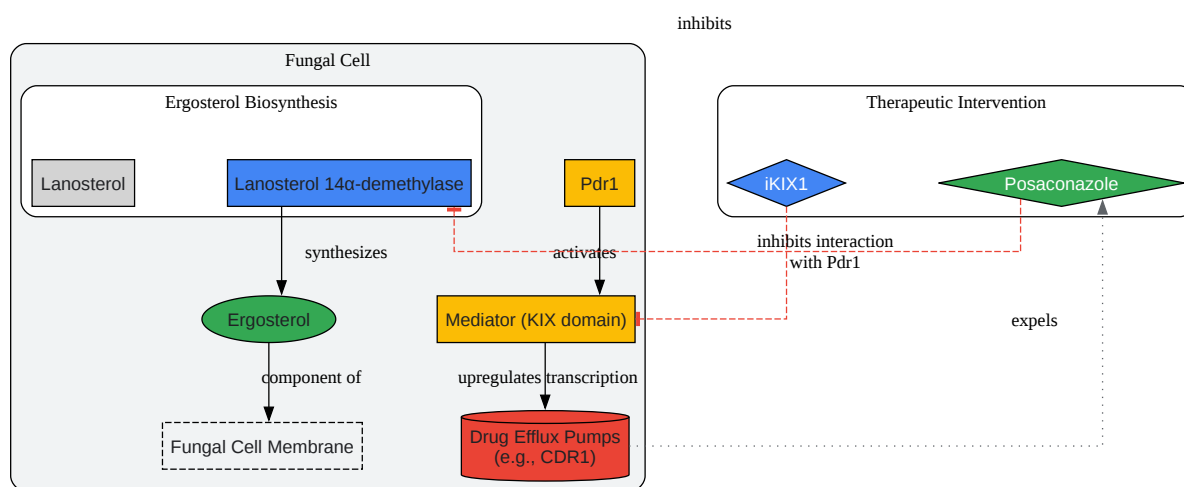 inhibits
Fungal Cell
Ergosterol Biosynthesis
Therapeutic Intervention
Lanosterol
Lanosterol 14α-demethylase
Pdr1
iKIX1
Posaconazole
synthesizes
activates
inhibits interaction
with Pdr1
Ergosterol
Mediator (KIX domain)
expels
component of
upregulates transcription
Fungal Cell Membrane
Drug Efflux Pumps
(e.g., CDR1)